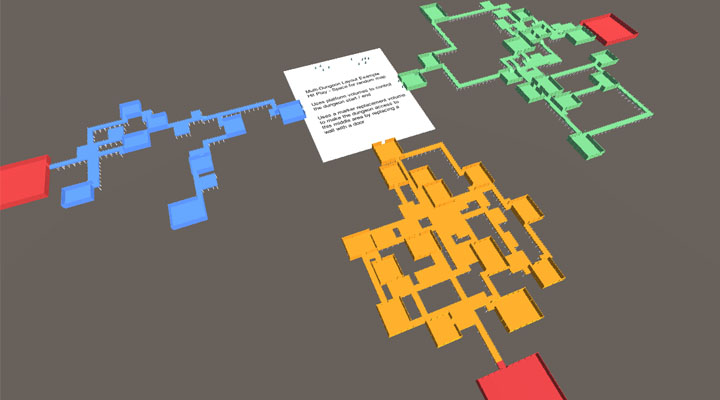 Multi-Dungeon Layout Example
Hit Play - Space for random map
Uses platform volumes to control
the dungeon start / end
Uses a marker replacement volume
to make the dungeon access to
this middle area by replacing a
wall with a door